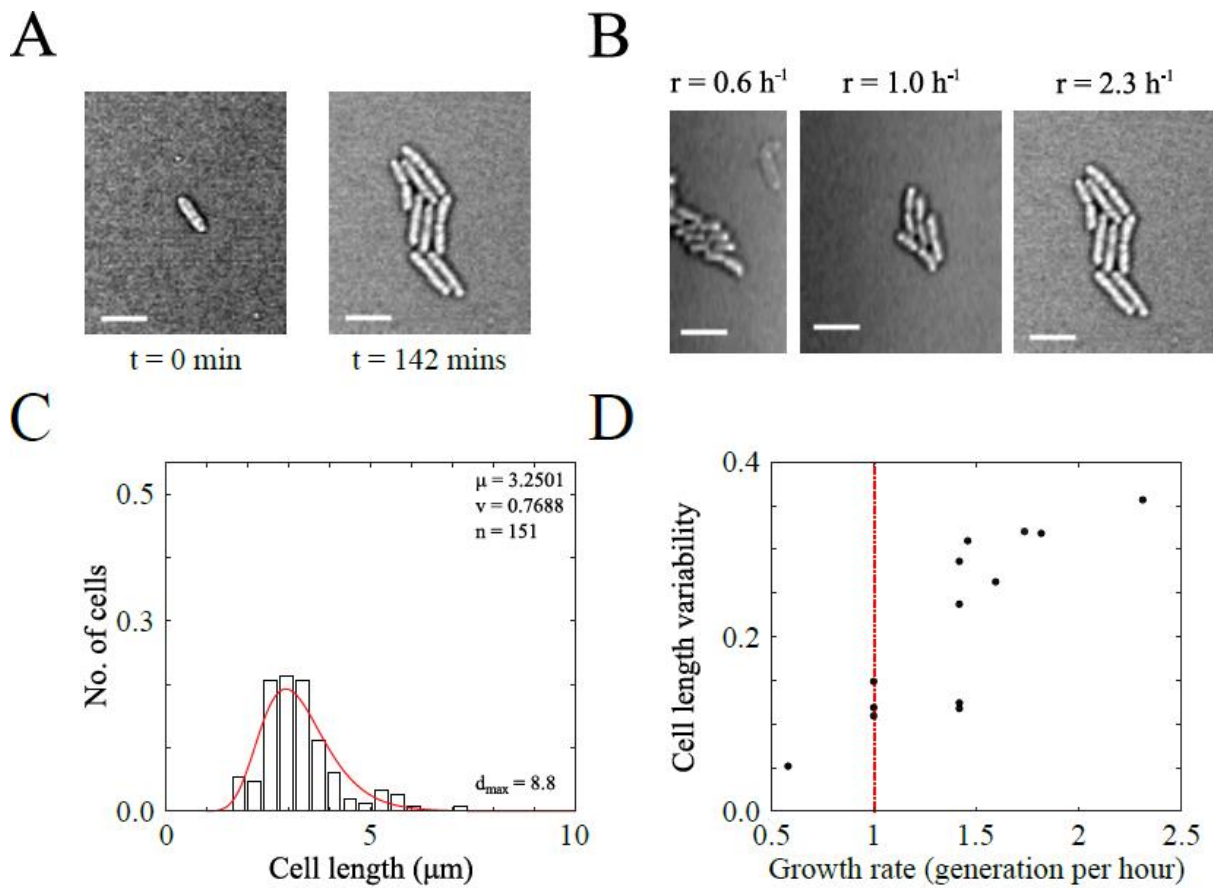 A
B
r = 0.6 h⁻¹
r = 1.0 h⁻¹
r = 2.3 h⁻¹
t = 0 min
t = 142 mins
C
D
No. of cells
0.5
0.3
0.0
μ = 3.2501
v = 0.7688
n = 151
dmax = 8.8
0
5
10
Cell length (μm)
Cell length variability
0.4
0.2
0.0
0.5
1
1.5
2
2.5
Growth rate (generation per hour)